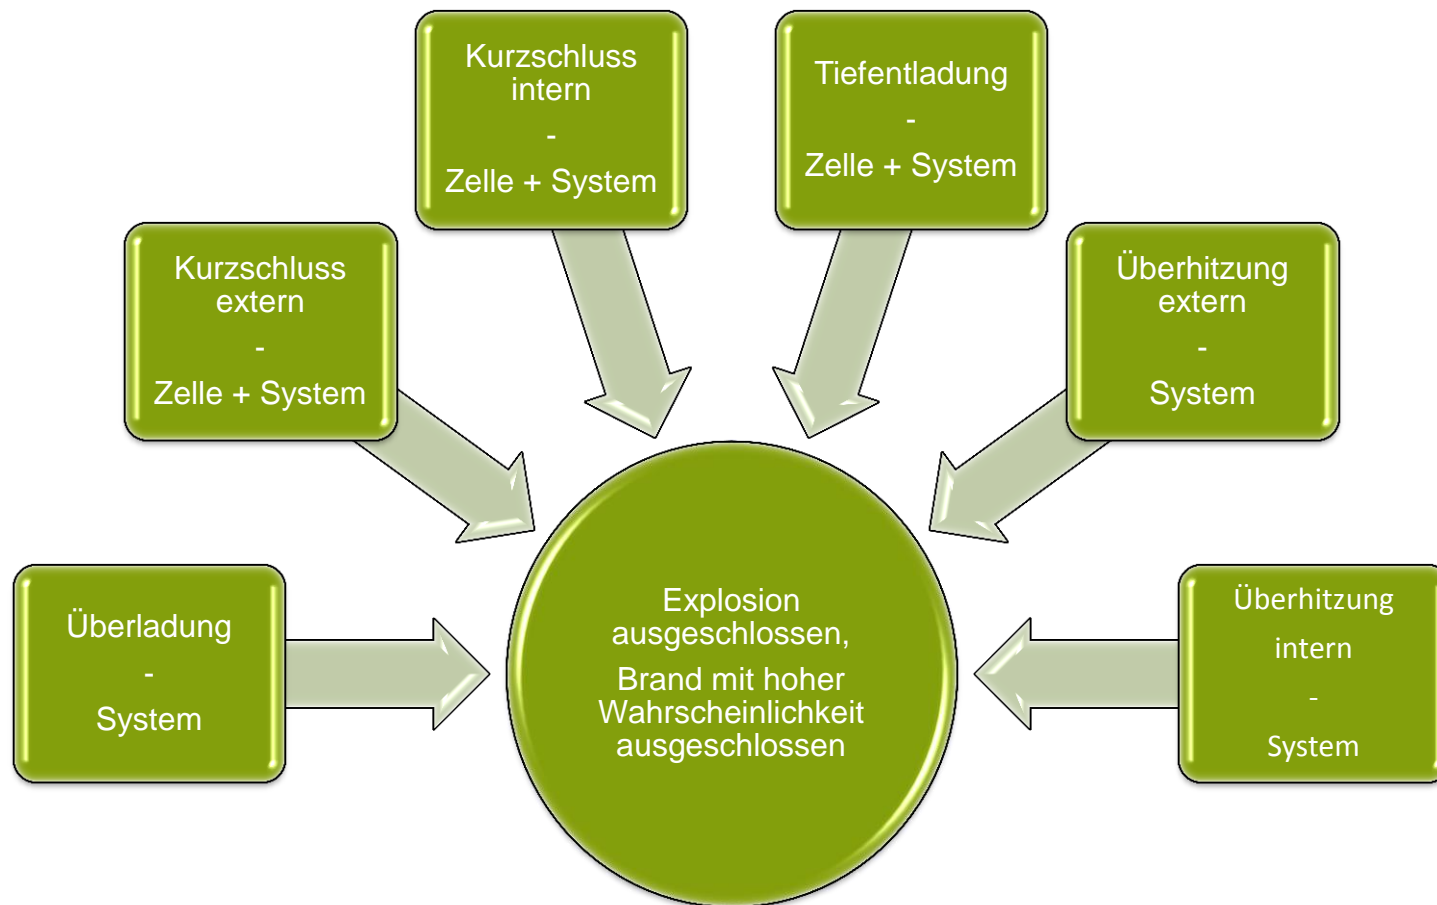 Kurzschluss
intern
-
Zelle + System
Tiefentladung
-
Zelle + System
Kurzschluss
extern
-
Zelle + System
Überhitzung
extern
-
System
Überladung
-
System
Explosion
ausgeschlossen,
Brand mit hoher
Wahrscheinlichkeit
ausgeschlossen
Überhitzung
intern
-
System